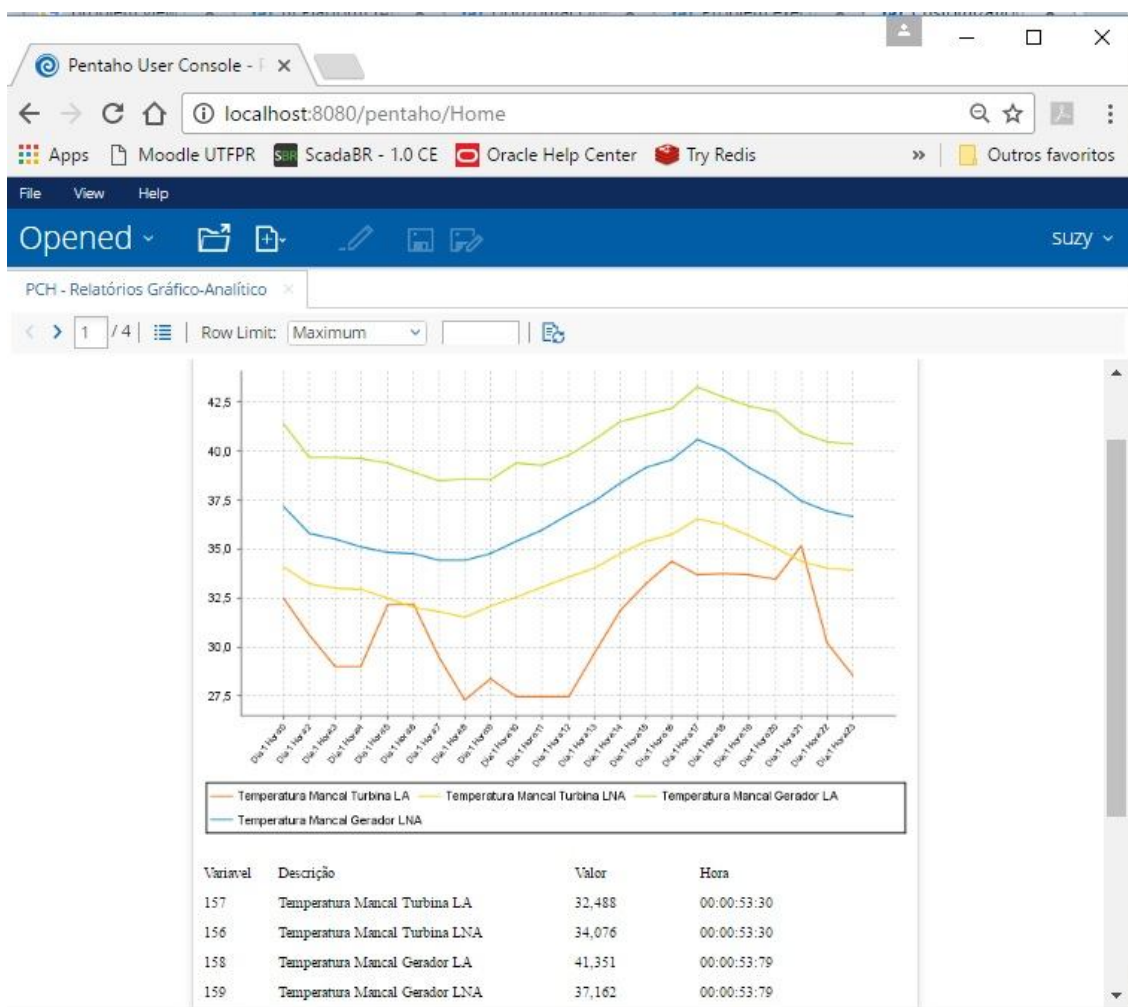 Pentaho User Console -
localhost:8080/pentaho/Home
Apps Moodle UTFPR SBR ScadaBR - 1.0 CE Oracle Help Center Try Redis » Outros favoritos
File View Help
Opened suzy
PCH - Relatórios Gráfico-Analítico
1 / 4 Row Limit: Maximum
42,5
40,0
37,5
35,0
32,5
30,0
27,5
Temperatura Mancal Turbina LA Temperatura Mancal Turbina LNA Temperatura Mancal Gerador LA
Temperatura Mancal Gerador LNA
Variavel Descrição Valor Hora
157 Temperatura Mancal Turbina LA 32,488 00:00:53:30
156 Temperatura Mancal Turbina LNA 34,076 00:00:53:30
158 Temperatura Mancal Gerador LA 41,351 00:00:53:79
159 Temperatura Mancal Gerador LNA 37,162 00:00:53:79